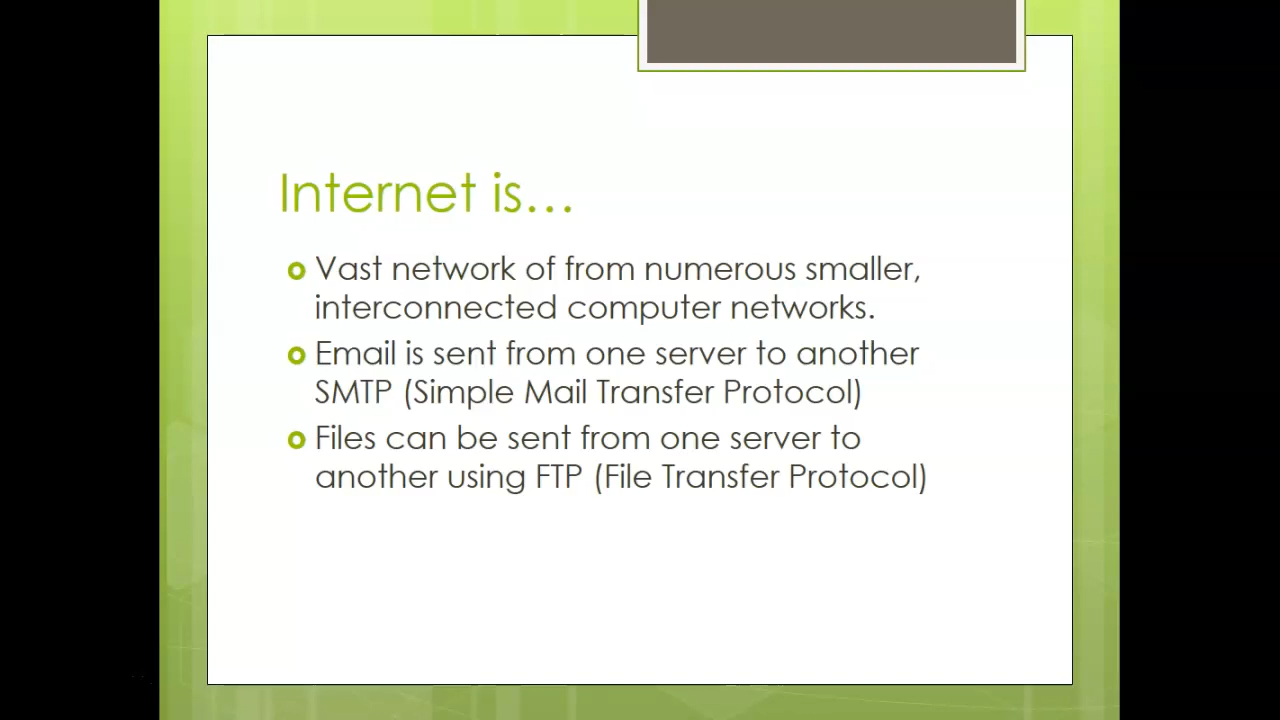 Internet is...
Vast network of from numerous smaller,
interconnected computer networks.
Email is sent from one server to another
SMTP (Simple Mail Transfer Protocol)
Files can be sent from one server to
another using FTP (File Transfer Protocol)